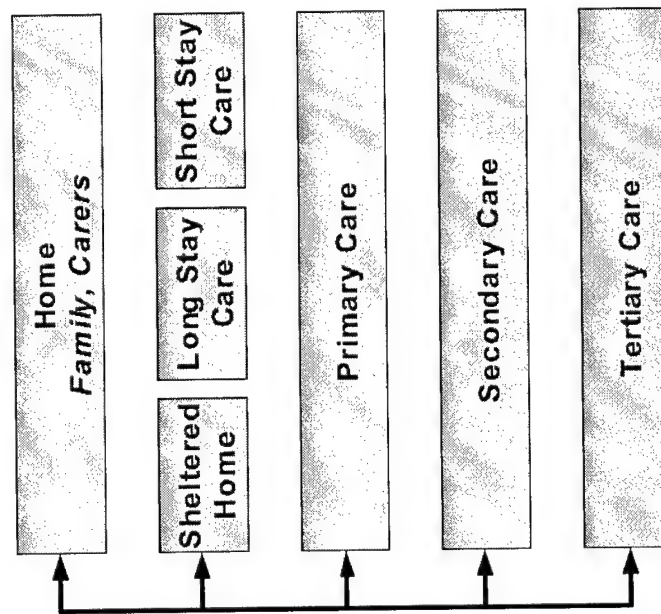 Home
Family, Carers
Sheltered
Home
Long Stay
Care
Short Stay
Care
Primary Care
Secondary Care
Tertiary Care